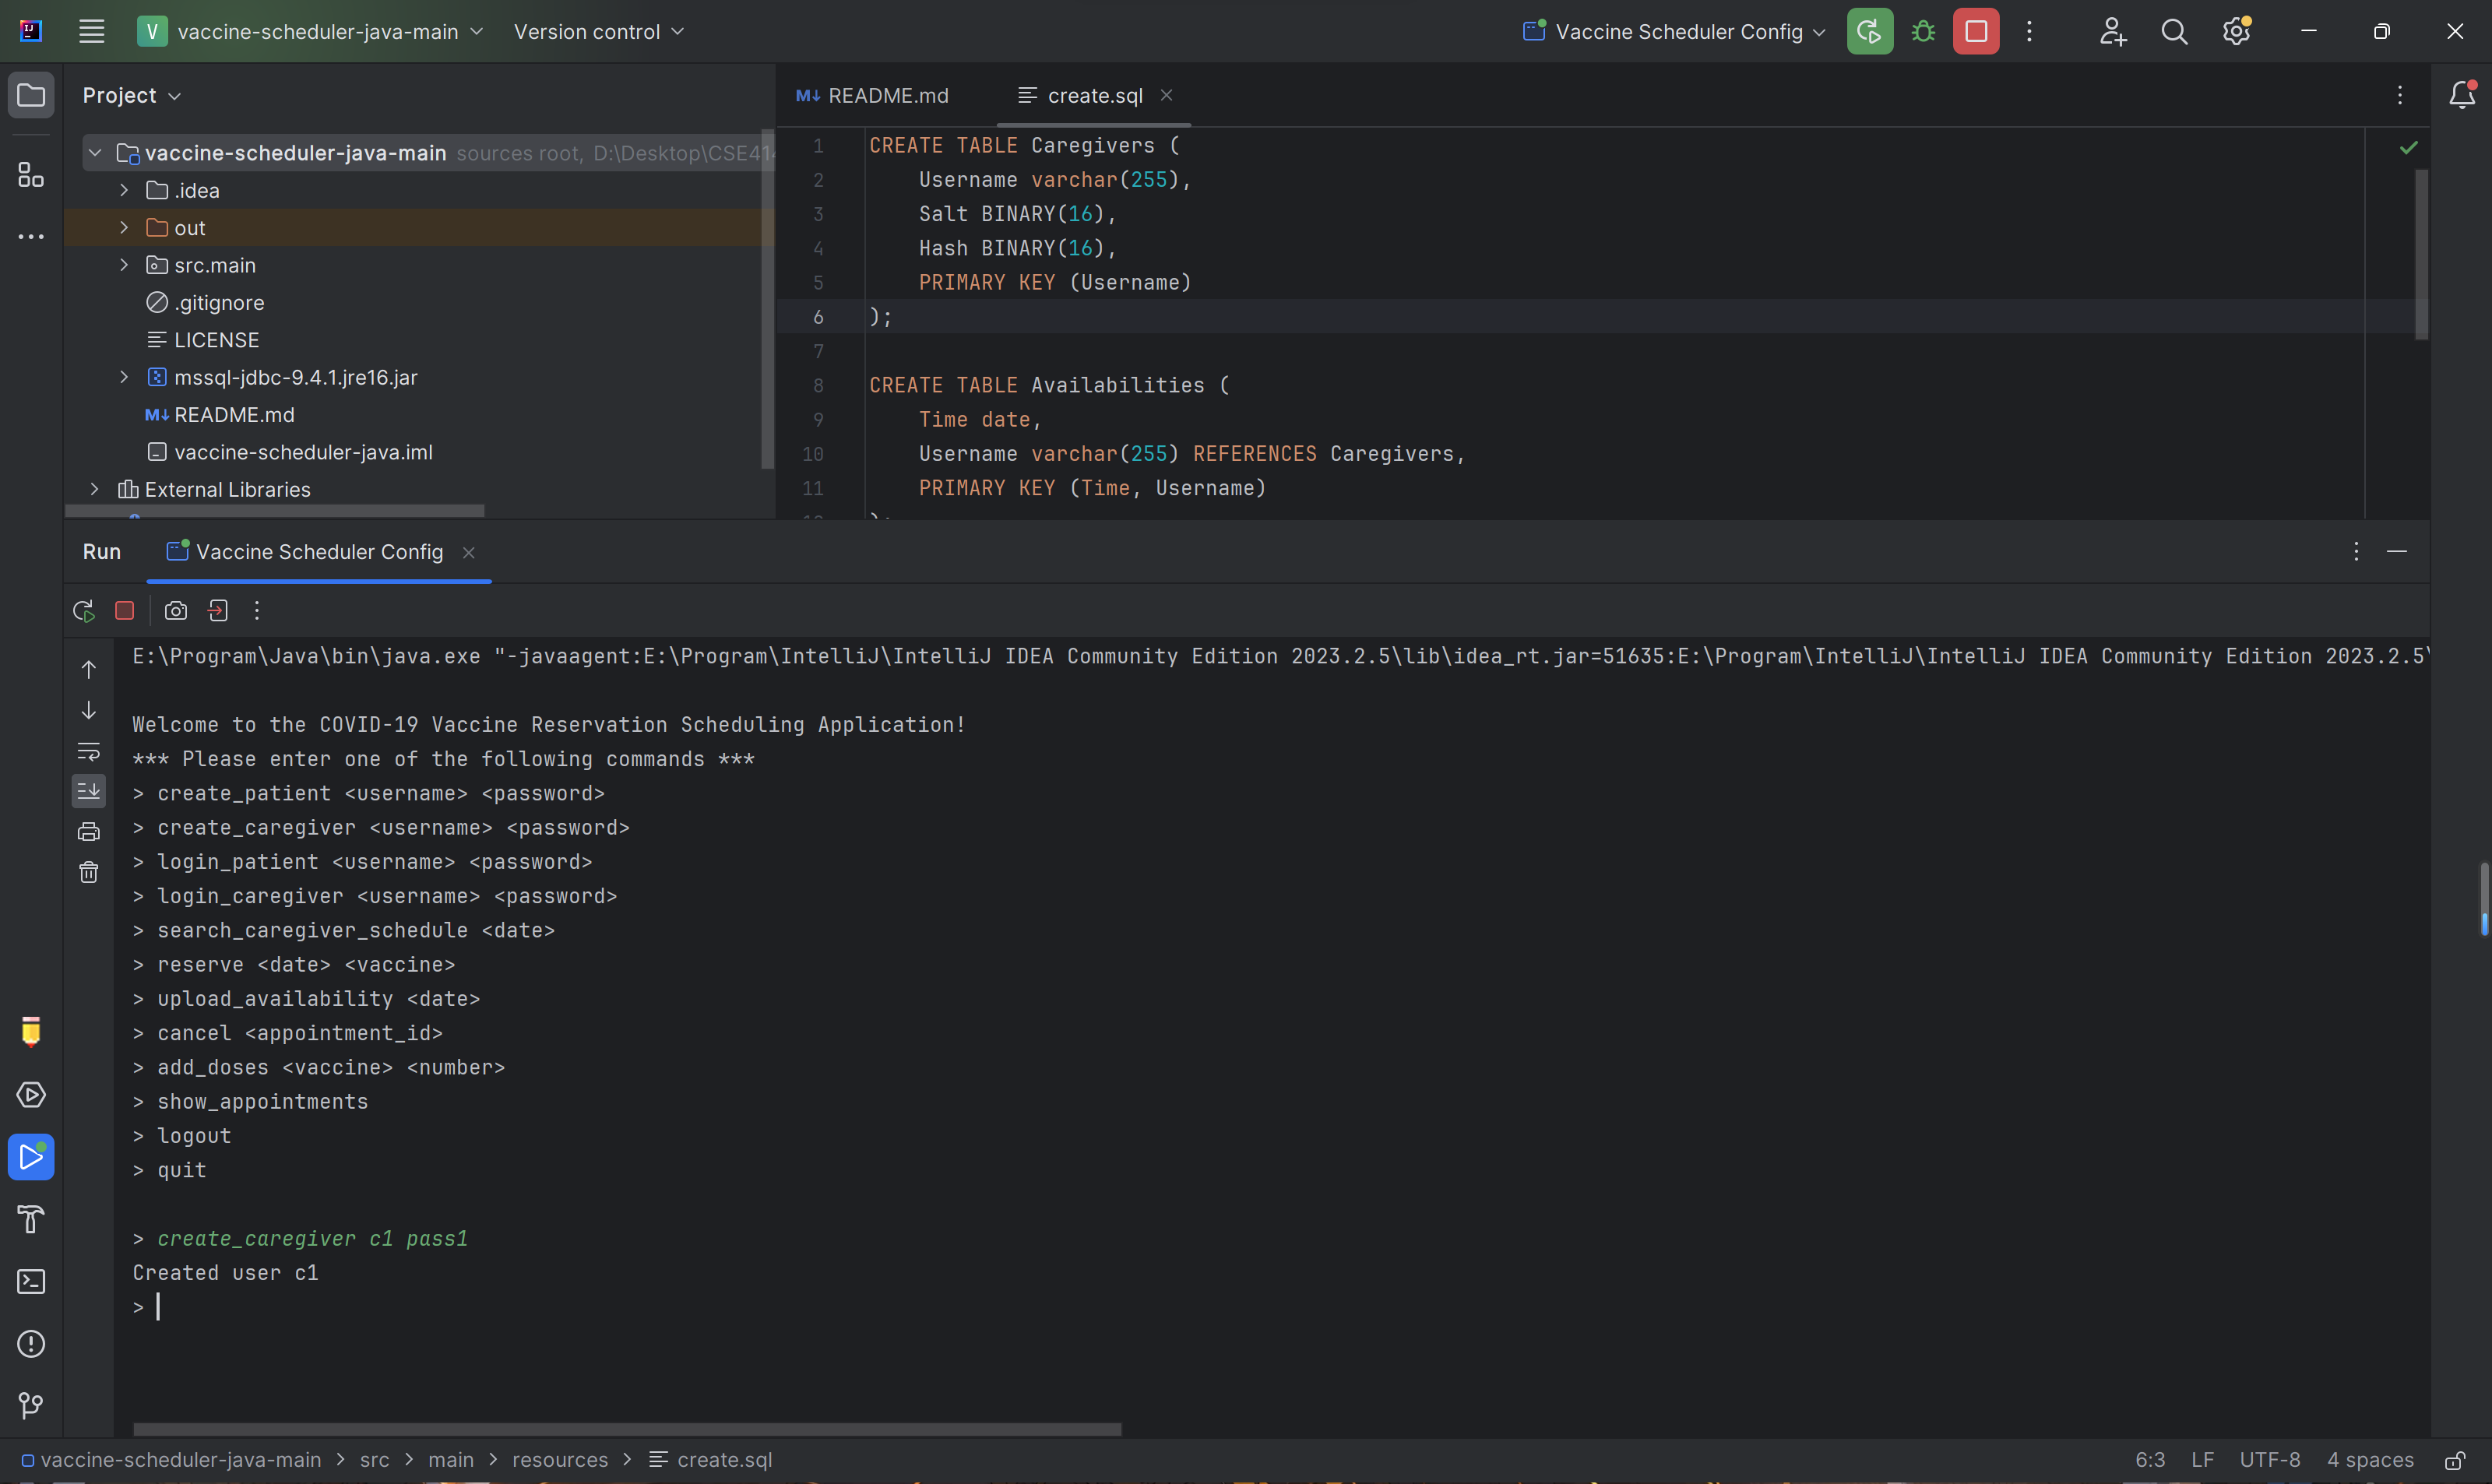 V vaccine-scheduler-java-main Version control Vaccine Scheduler Config
Project
vaccine-scheduler-java-main sources root, D:\Desktop\CSE414
.idea
out
src.main
.gitignore
LICENSE
mssql-jdbc-9.4.1.jre16.jar
M↓ README.md
vaccine-scheduler-java.iml
External Libraries
M↓ README.md create.sql
1 CREATE TABLE Caregivers (
2 Username varchar(255),
3 Salt BINARY(16),
4 Hash BINARY(16),
5 PRIMARY KEY (Username)
6 );
7
8 CREATE TABLE Availabilities (
9 Time date,
10 Username varchar(255) REFERENCES Caregivers,
11 PRIMARY KEY (Time, Username)
Run Vaccine Scheduler Config
E:\Program\Java\bin\java.exe "-javaagent:E:\Program\IntelliJ\IntelliJ IDEA Community Edition 2023.2.5\lib\idea_rt.jar=51635:E:\Program\IntelliJ\IntelliJ IDEA Community Edition 2023.2.5\
Welcome to the COVID-19 Vaccine Reservation Scheduling Application!
*** Please enter one of the following commands ***
> create_patient <username> <password>
> create_caregiver <username> <password>
> login_patient <username> <password>
> login_caregiver <username> <password>
> search_caregiver_schedule <date>
> reserve <date> <vaccine>
> upload_availability <date>
> cancel <appointment_id>
> add_doses <vaccine> <number>
> show_appointments
> logout
> quit
> create_caregiver c1 pass1
Created user c1
>
vaccine-scheduler-java-main > src > main > resources > create.sql 6:3 LF UTF-8 4 spaces